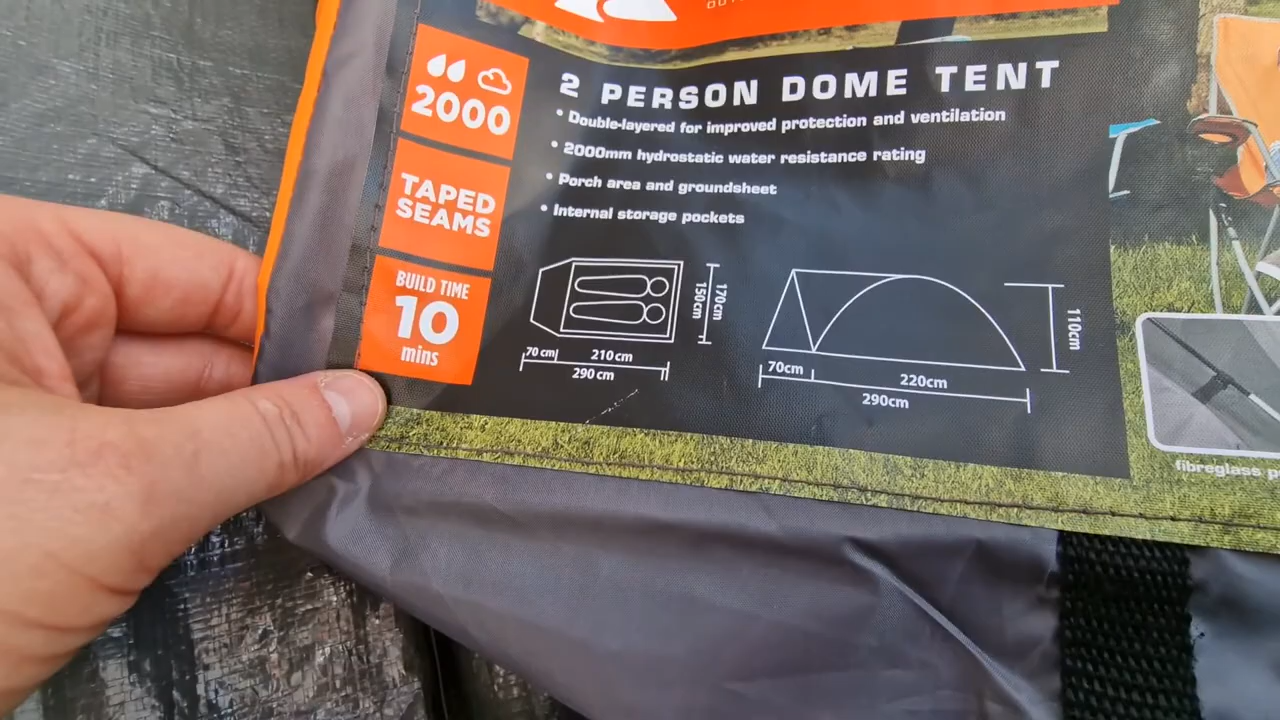 2000
TAPED
SEAMS
BUILD TIME
10
mins
2 PERSON DOME TENT
• Double-layered for improved protection and ventilation
• 2000mm hydrostatic water resistance rating
• Porch area and groundsheet
• Internal storage pockets
150cm
170cm
70 cm
210 cm
290 cm
110cm
70cm
220cm
290cm
fibreglass